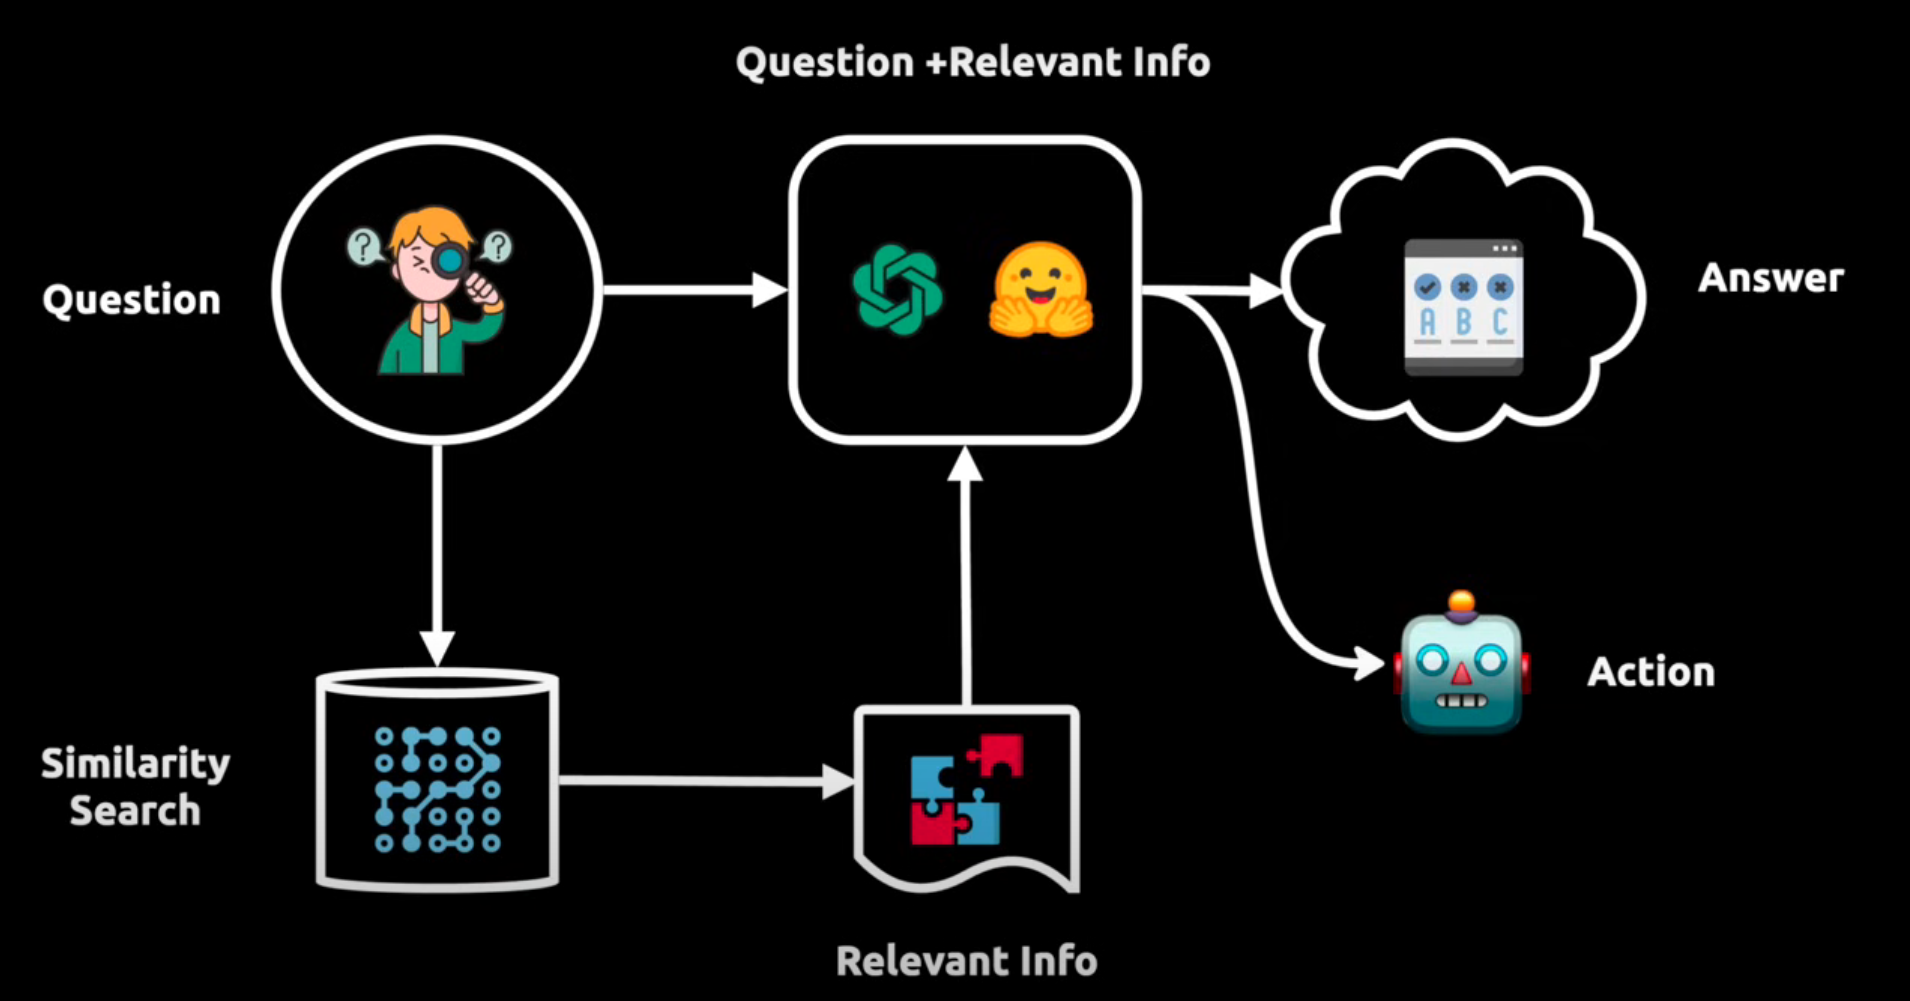 Question +Relevant Info
Question
Answer
A B C
Similarity
Search
Action
Relevant Info